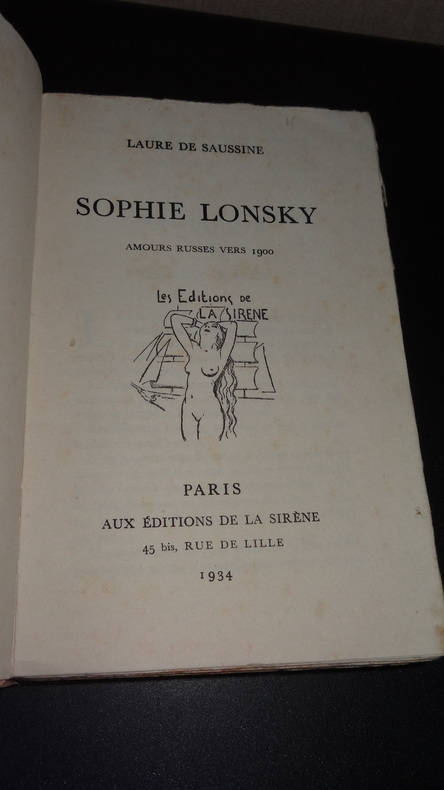 LAURE DE SAUSSINE
SOPHIE LONSKY
AMOURS RUSSES VERS 1900
Les Editions DE
LA SIRENE
PARIS
AUX ÉDITIONS DE LA SIRÈNE
45 bis, RUE DE LILLE
1934